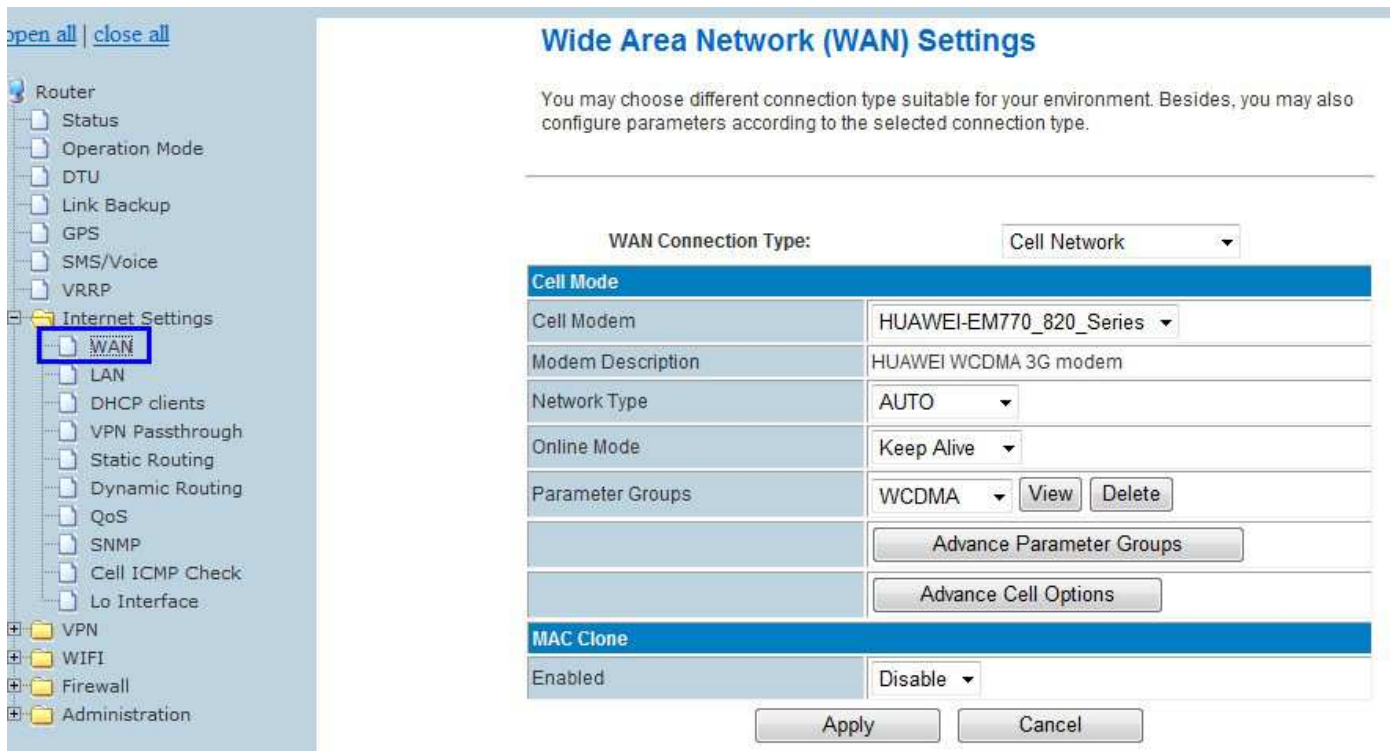 open all | close all
Router
Status
Operation Mode
DTU
Link Backup
GPS
SMS/Voice
VRRP
Internet Settings
WAN
LAN
DHCP clients
VPN Passthrough
Static Routing
Dynamic Routing
QoS
SNMP
Cell ICMP Check
Lo Interface
VPN
WIFI
Firewall
Administration
Wide Area Network (WAN) Settings
You may choose different connection type suitable for your environment. Besides, you may also
configure parameters according to the selected connection type.
WAN Connection Type: Cell Network
Cell Mode
Cell Modem HUAWEI-EM770_820_Series
Modem Description HUAWEI WCDMA 3G modem
Network Type AUTO
Online Mode Keep Alive
Parameter Groups WCDMA View Delete
Advance Parameter Groups
Advance Cell Options
MAC Clone
Enabled Disable
Apply Cancel